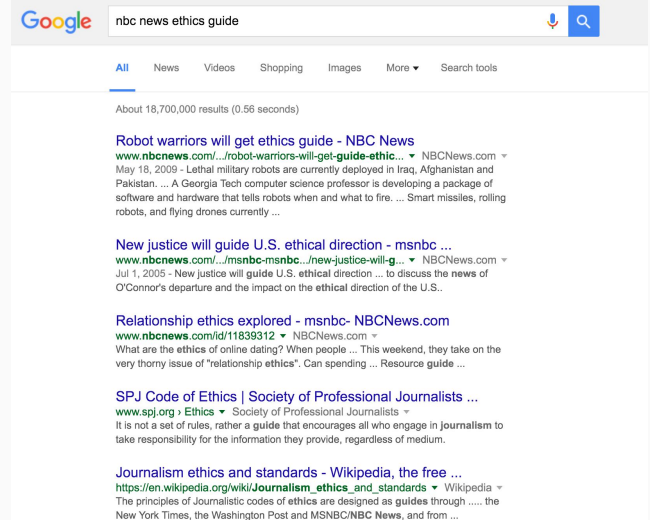 Google
nbc news ethics guide
All News Videos Shopping Images More Search tools
About 18,700,000 results (0.56 seconds)
Robot warriors will get ethics guide - NBC News
www.nbcnews.com/.../robot-warriors-will-get-guide-ethic... NBCNews.com
May 18, 2009 - Lethal military robots are currently deployed in Iraq, Afghanistan and
Pakistan. ... A Georgia Tech computer science professor is developing a package of
software and hardware that tells robots when and what to fire. ... Smart missiles, rolling
robots, and flying drones currently ...
New justice will guide U.S. ethical direction - msnbc ...
www.nbcnews.com/.../msnbc-msnbc.../new-justice-will-g... NBCNews.com
Jul 1, 2005 - New justice will guide U.S. ethical direction ... to discuss the news of
O'Connor's departure and the impact on the ethical direction of the U.S..
Relationship ethics explored - msnbc- NBCNews.com
www.nbcnews.com/id/11839312 NBCNews.com
What are the ethics of online dating? When people ... This weekend, they take on the
very thorny issue of "relationship ethics". Can spending ... Resource guide ...
SPJ Code of Ethics | Society of Professional Journalists ...
www.spj.org › Ethics Society of Professional Journalists
It is not a set of rules, rather a guide that encourages all who engage in journalism to
take responsibility for the information they provide, regardless of medium.
Journalism ethics and standards - Wikipedia, the free ...
https://en.wikipedia.org/wiki/Journalism_ethics_and_standards Wikipedia
The principles of Journalistic codes of ethics are designed as guides through ..... the
New York Times, the Washington Post and MSNBC/NBC News, and from ...